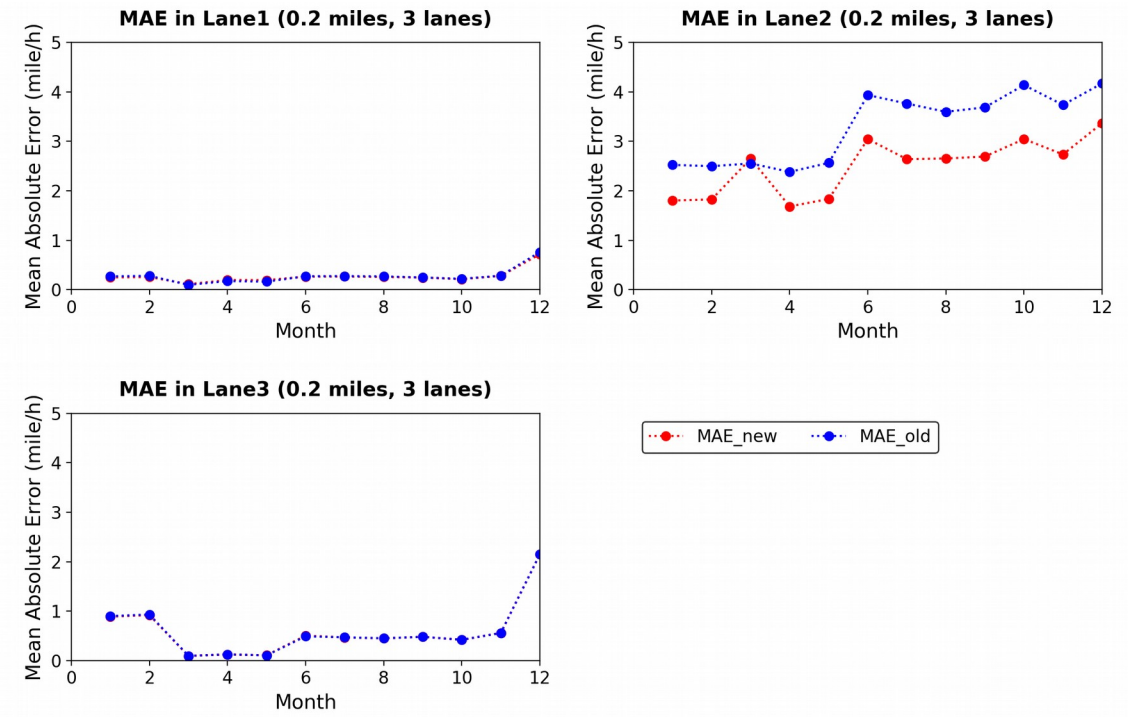 MAE in Lane1 (0.2 miles, 3 lanes)
Mean Absolute Error (mile/h)
5
4
3
2
1
0
0 2 4 6 8 10 12
Month
MAE in Lane2 (0.2 miles, 3 lanes)
Mean Absolute Error (mile/h)
5
4
3
2
1
0
0 2 4 6 8 10 12
Month
MAE in Lane3 (0.2 miles, 3 lanes)
Mean Absolute Error (mile/h)
5
4
3
2
1
0
0 2 4 6 8 10 12
Month
MAE_new MAE_old